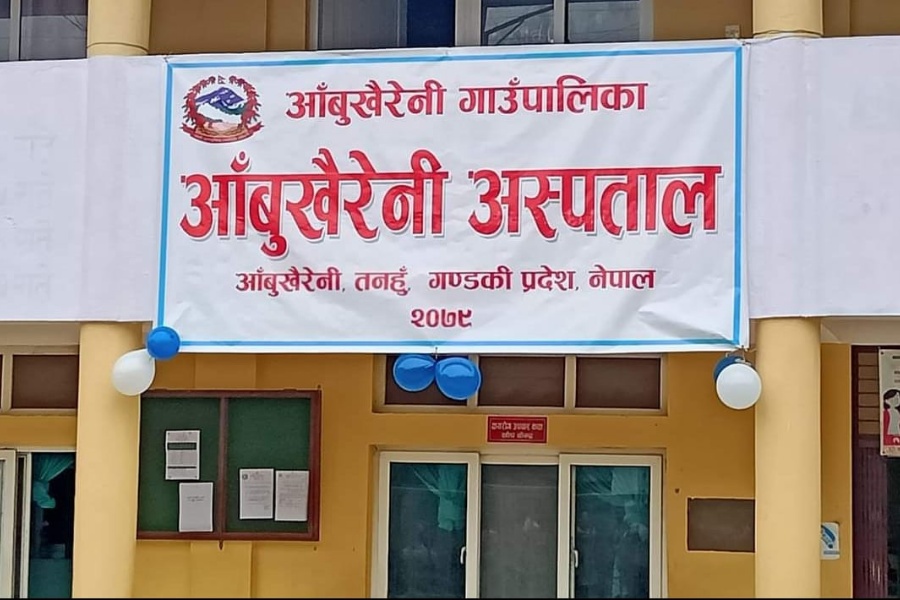 आँबुखैरेनी गाउँपालिका
आँबुखैरेनी अस्पताल
आँबुखैरेनी, तनहुँ, गण्डकी प्रदेश, नेपाल
२०७९